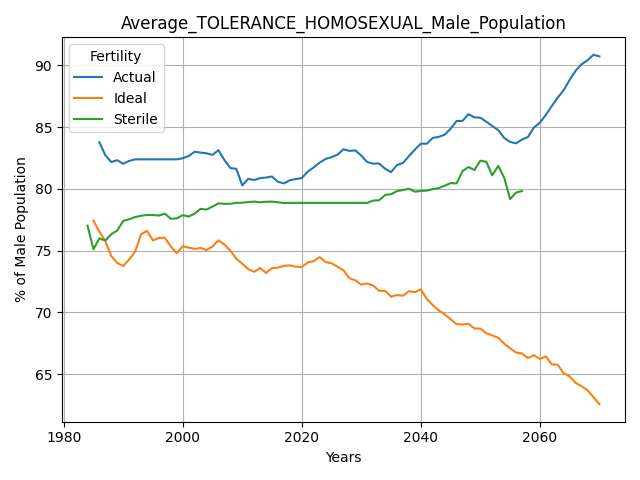 Average_TOLERANCE_HOMOSEXUAL_Male_Population
Fertility
Actual
Ideal
Sterile
% of Male Population
90
85
80
75
70
65
1980
2000
2020
2040
2060
Years